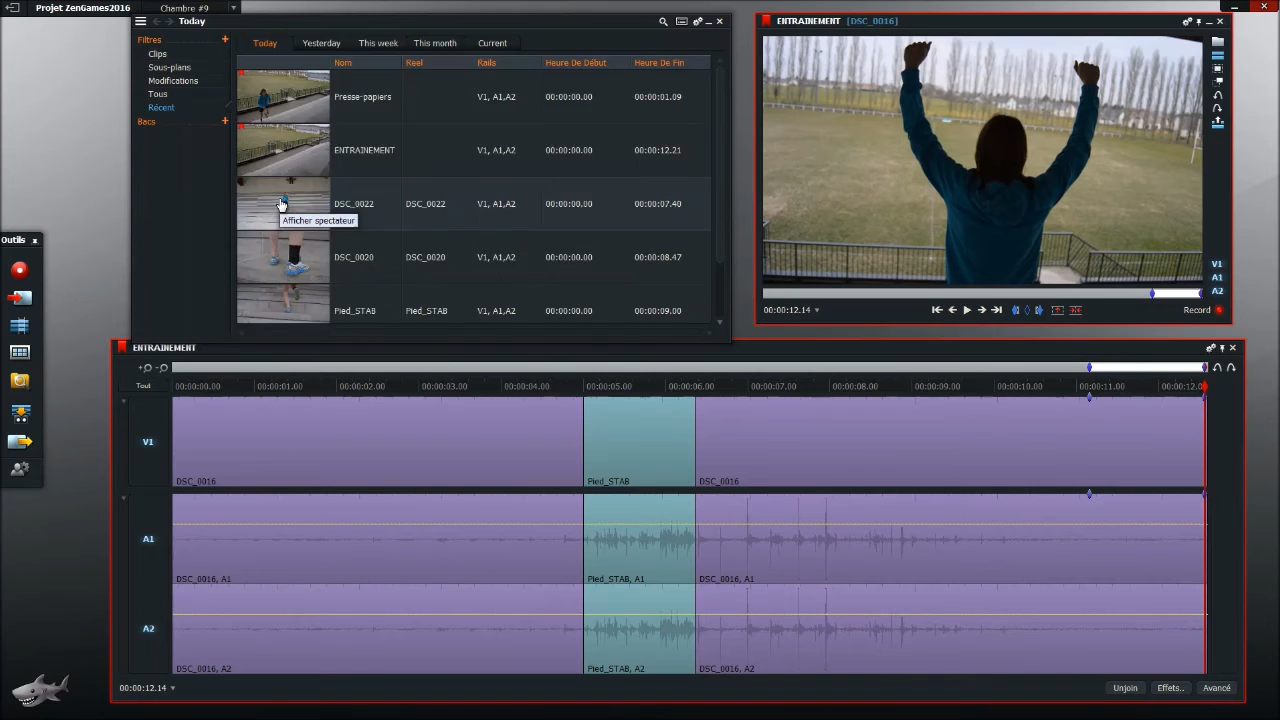 Projet ZenGames2016
Chambre #9
Today
Filtres
Clips
Sous-plans
Modifications
Tous
Récent
Bacs
Today Yesterday This week This month Current
Nom Reel Rails Heure De Début Heure De Fin
Presse-papiers V1, A1,A2 00:00:00.00 00:00:01.09
ENTRAINEMENT V1, A1,A2 00:00:00.00 00:00:12.21
DSC_0022 DSC_0022 V1, A1,A2 00:00:00.00 00:00:07.40
Afficher spectateur
DSC_0020 DSC_0020 V1, A1,A2 00:00:00.00 00:00:08.47
Pied_STAB Pied_STAB V1, A1,A2 00:00:00.00 00:00:09.00
ENTRAINEMENT [DSC_0016]
V1
A1
A2
00:00:12.14
Record
Outils
ENTRAINEMENT
Tout 00:00:00.00 00:00:01.00 00:00:02.00 00:00:03.00 00:00:04.00 00:00:05.00 00:00:06.00 00:00:07.00 00:00:08.00 00:00:09.00 00:00:10.00 00:00:11.00 00:00:12.0
V1
DSC_0016 Pied_STAB DSC_0016
A1
DSC_0016, A1 Pied_STAB, A1 DSC_0016, A1
A2
DSC_0016, A2 Pied_STAB, A2 DSC_0016, A2
00:00:12.14 Unjoin Effets.. Avancé